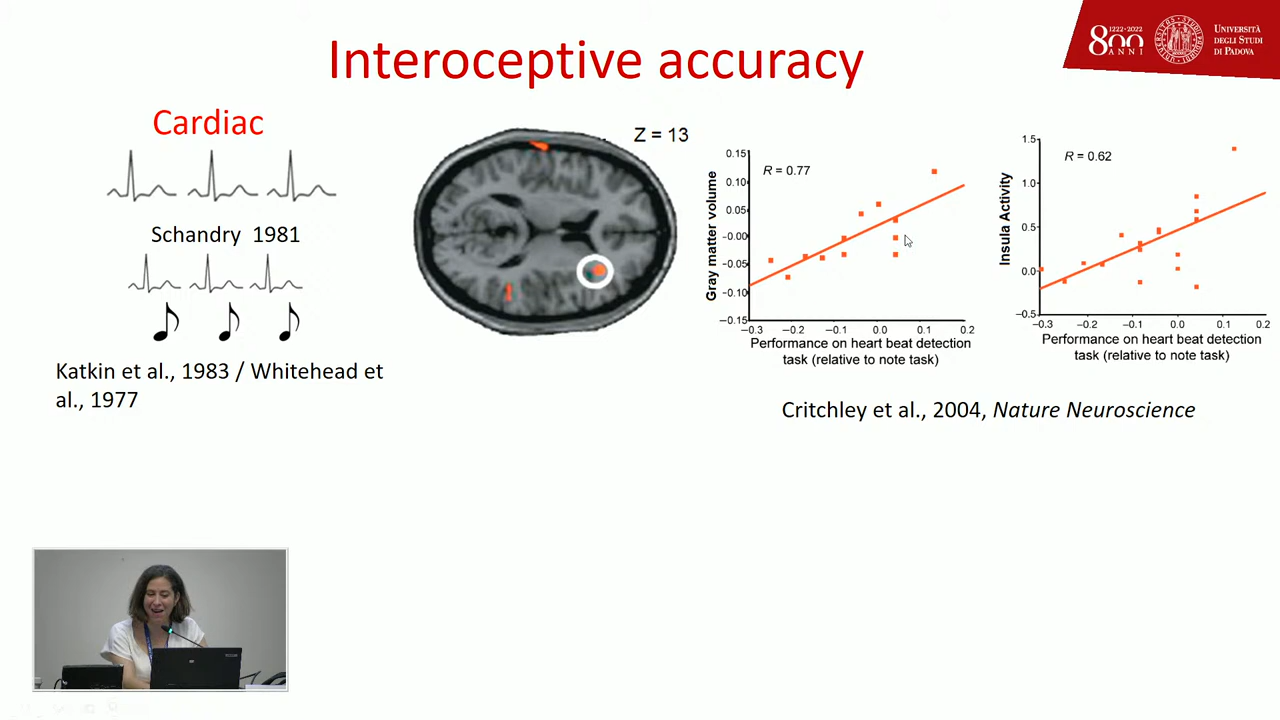 Interoceptive accuracy
1222·2022
800
ANNI
UNIVERSITÀ
DEGLI STUDI
DI PADOVA
Cardiac
Schandry 1981
Katkin et al., 1983 / Whitehead et
al., 1977
Z = 13
R = 0.77
Gray matter volume
0.15
0.10
0.05
−0.00
−0.05
−0.10
−0.15
−0.3 −0.2 −0.1 0.0 0.1 0.2
Performance on heart beat detection
task (relative to note task)
R = 0.62
Insula Activity
1.5
1.0
0.5
0.0
−0.5
−0.3 −0.2 −0.1 0.0 0.1 0.2
Performance on heart beat detection
task (relative to note task)
Critchley et al., 2004, Nature Neuroscience